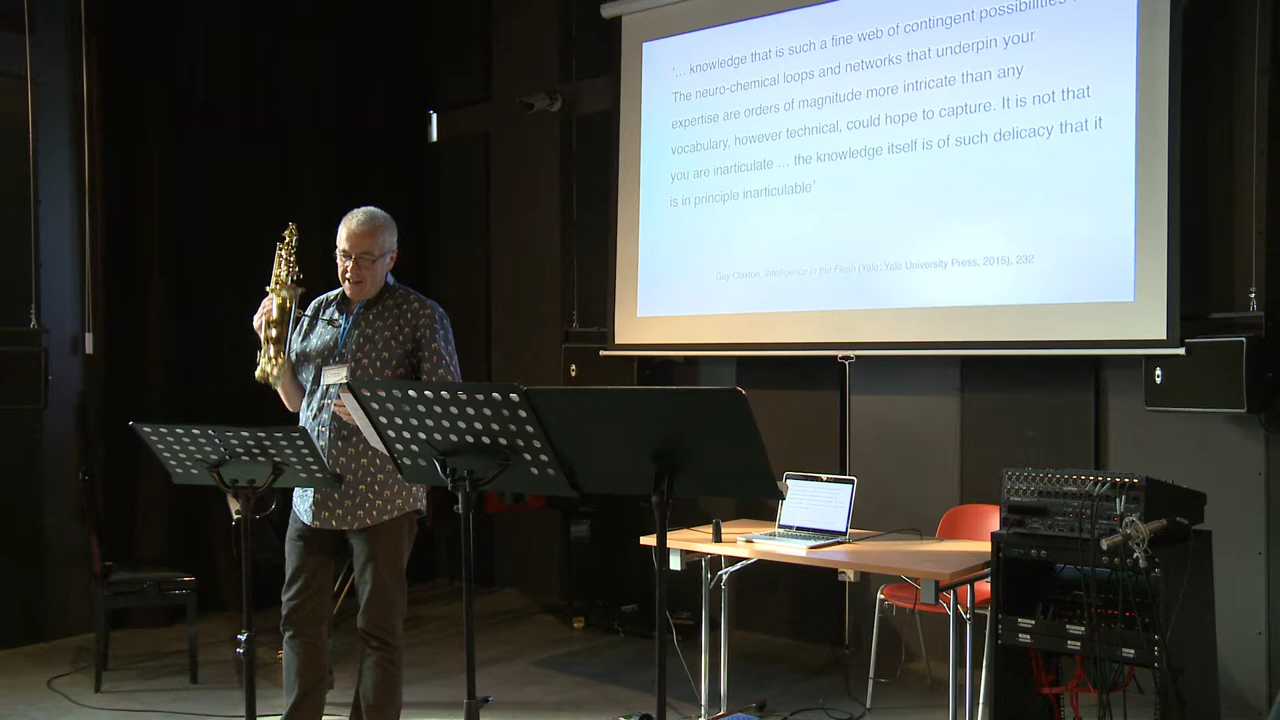 '... knowledge that is such a fine web of contingent possibilities
The neuro-chemical loops and networks that underpin your
expertise are orders of magnitude more intricate than any
vocabulary, however technical, could hope to capture. It is not that
you are inarticulate ... the knowledge itself is of such delicacy that it
is in principle inarticulable'
Guy Claxton, Intelligence in the Flesh (Yale: Yale University Press, 2015), 232